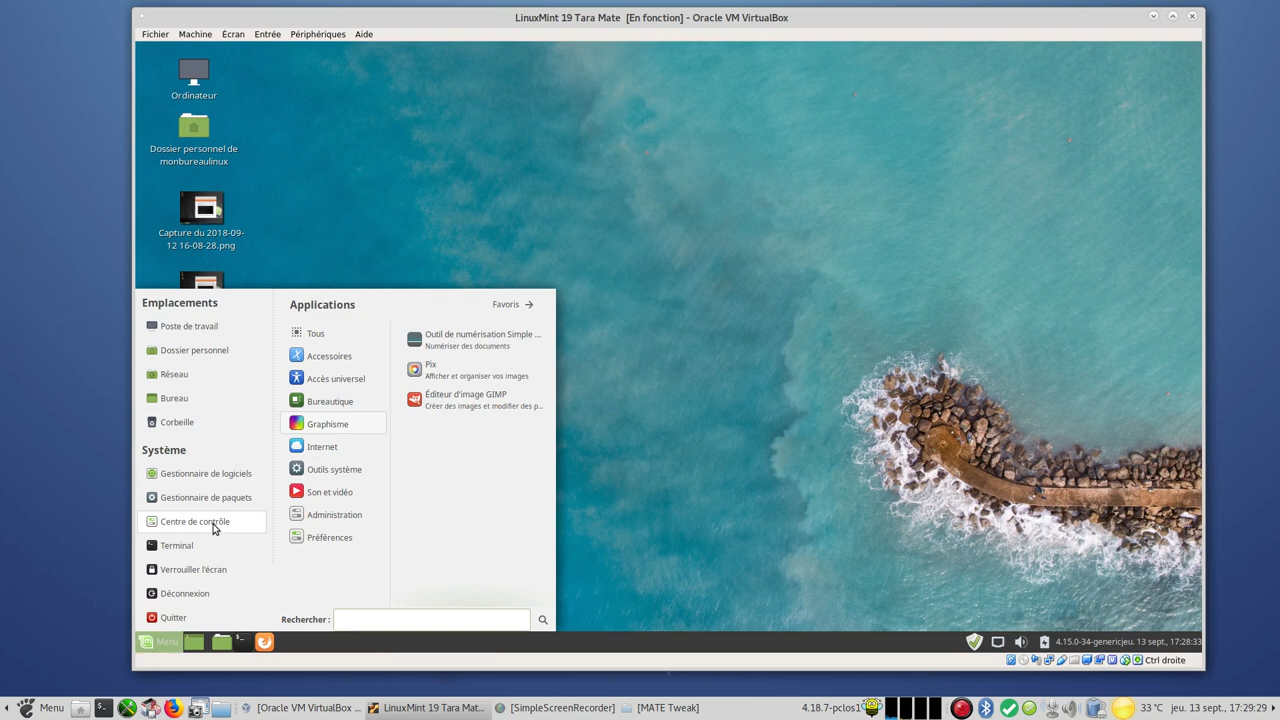 LinuxMint 19 Tara Mate [En fonction] - Oracle VM VirtualBox
Fichier Machine Écran Entrée Périphériques Aide
Ordinateur
Dossier personnel de
monbureaulinux
Capture du 2018-09-
12 16-08-28.png
Emplacements
Poste de travail
Dossier personnel
Réseau
Bureau
Corbeille
Système
Gestionnaire de logiciels
Gestionnaire de paquets
Centre de contrôle
Terminal
Verrouiller l'écran
Déconnexion
Quitter
Applications
Favoris
Tous
Accessoires
Accès universel
Bureautique
Graphisme
Internet
Outils système
Son et vidéo
Administration
Préférences
Outil de numérisation Simple ...
Numériser des documents
Pix
Afficher et organiser vos images
Éditeur d'image GIMP
Créer des images et modifier des p...
Rechercher :
Menu
4.15.0-34-genericjeu. 13 sept., 17:28:33
Ctrl droite
Menu
[Oracle VM VirtualBox ...
LinuxMint 19 Tara Mat...
[SimpleScreenRecorder]
[MATE Tweak]
4.18.7-pclos1
33 °C
jeu. 13 sept., 17:29:29